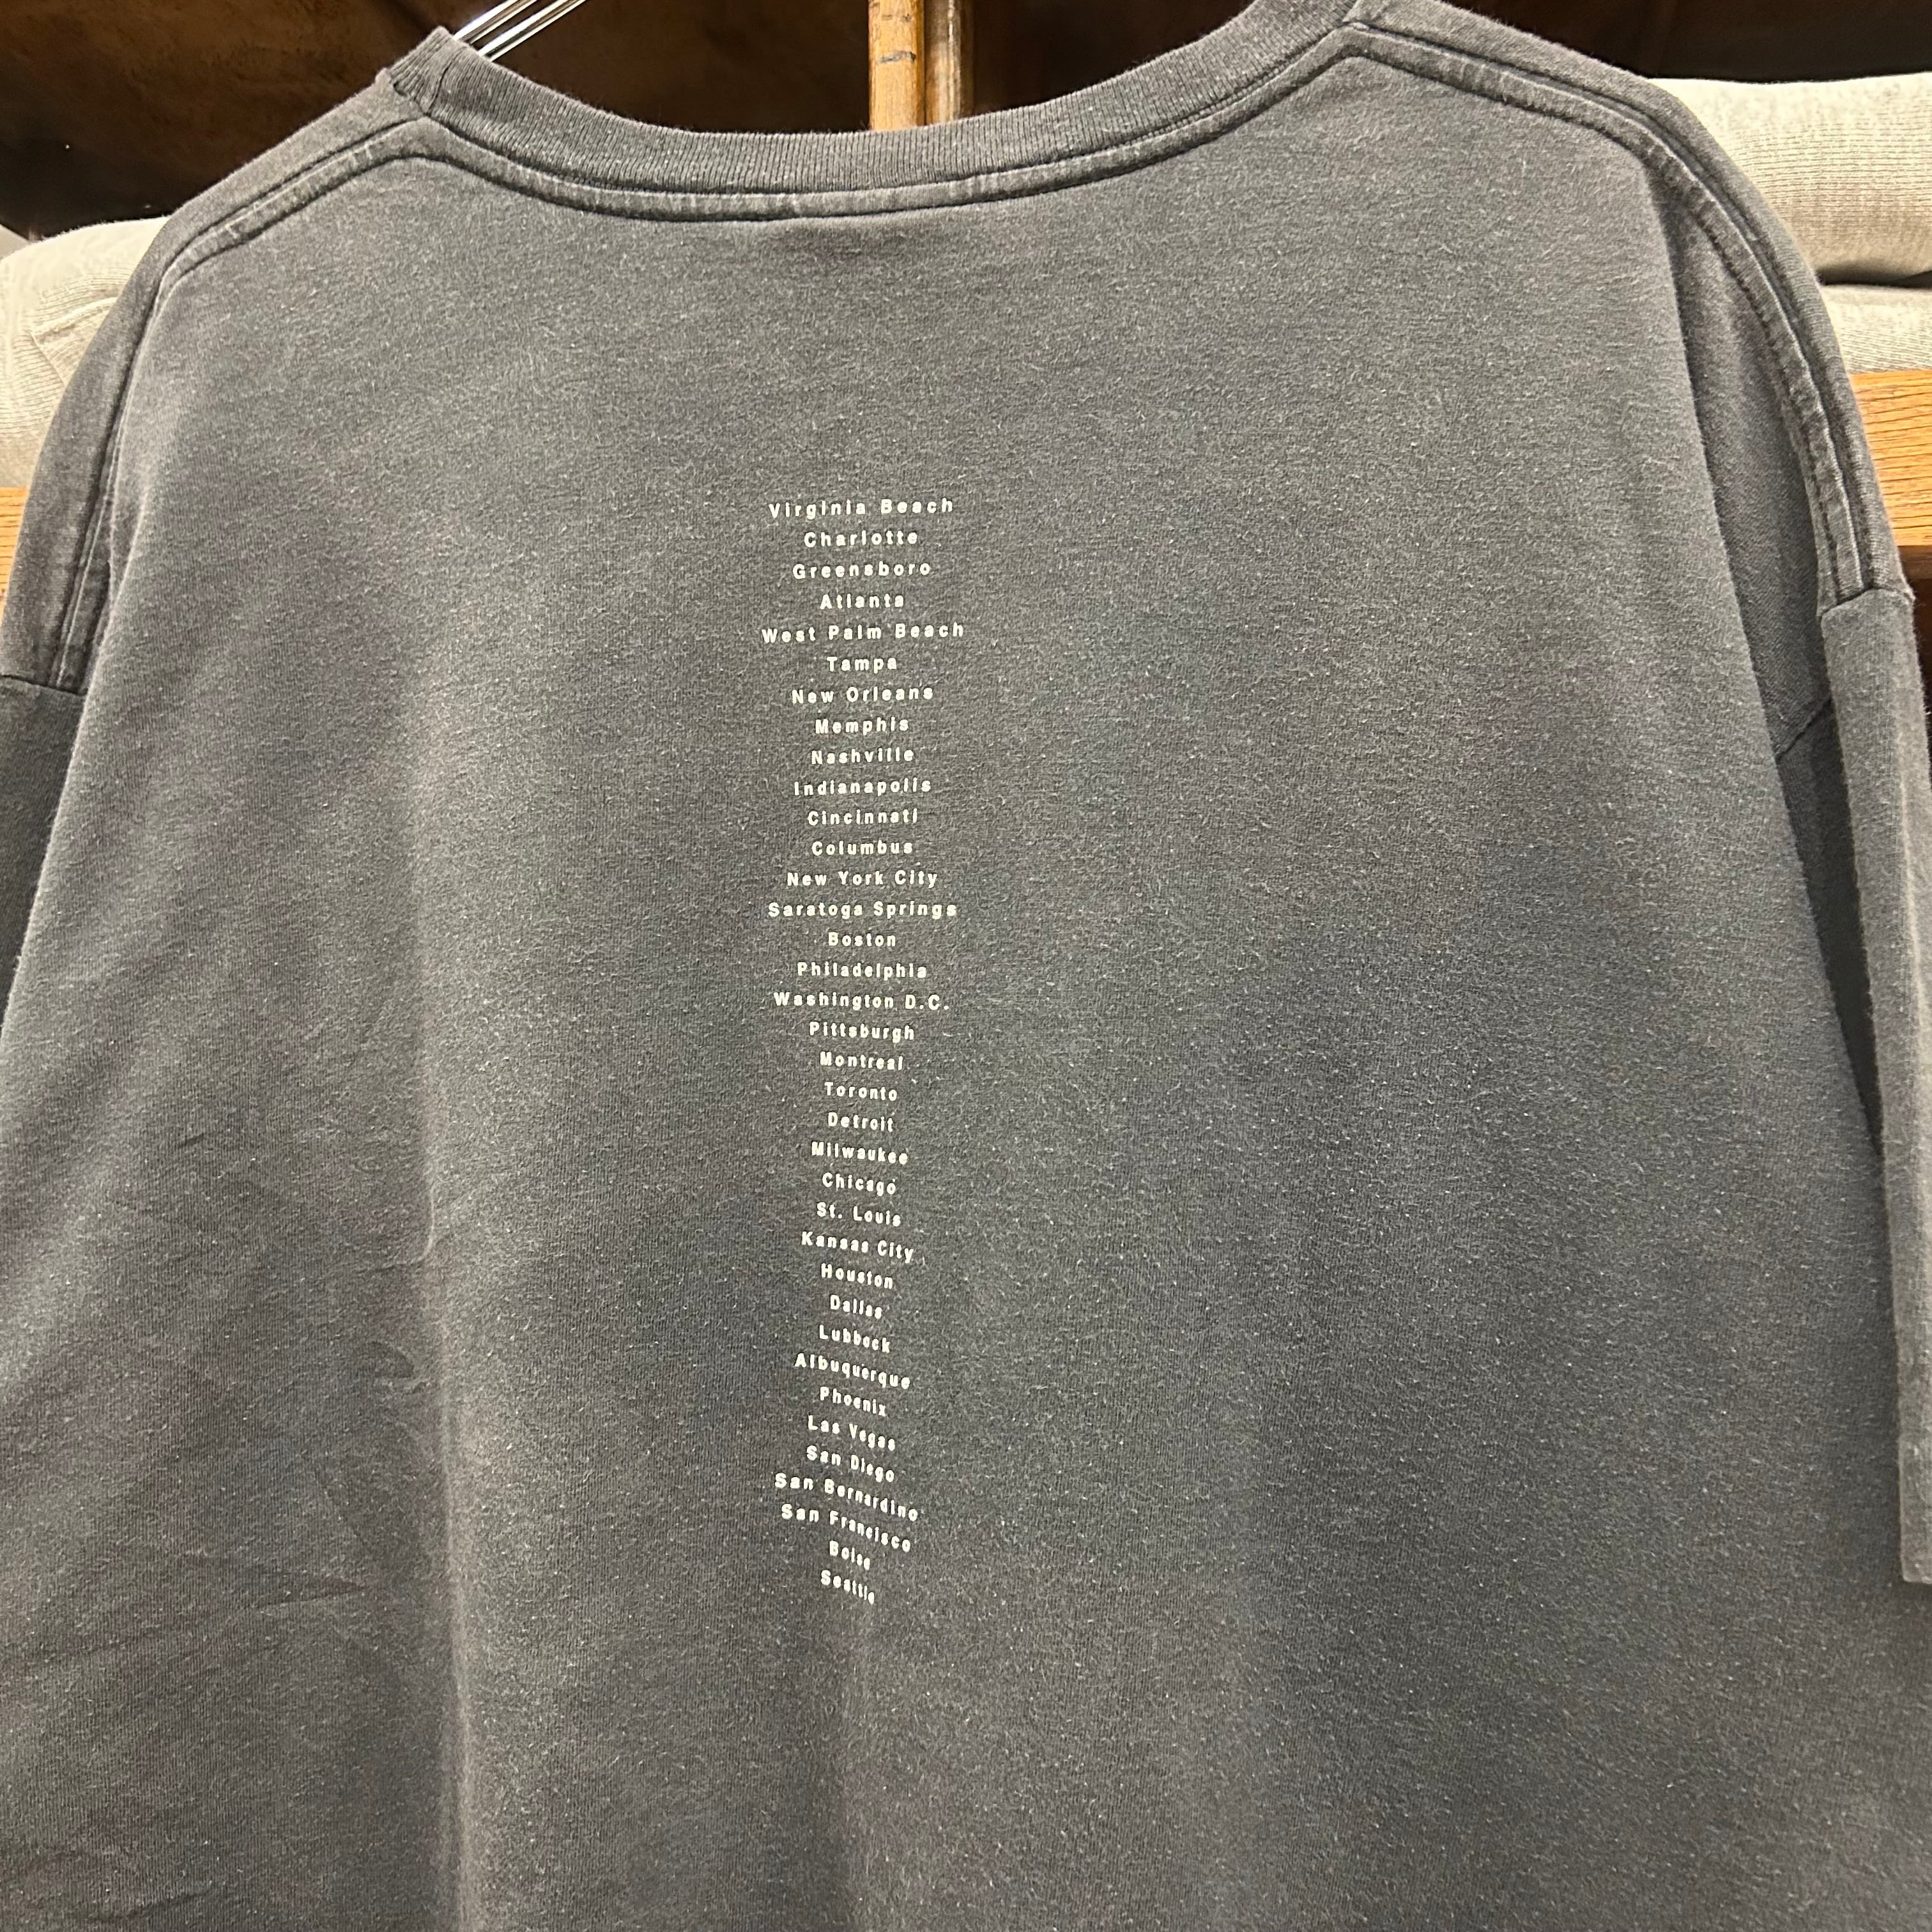 Virginia Beach
Charlotte
Greensboro
Atlanta
West Palm Beach
Tampa
New Orleans
Memphis
Nashville
Indianapolis
Cincinnati
Columbus
New York City
Saratoga Springs
Boston
Philadelphia
Washington D.C.
Pittsburgh
Montreal
Toronto
Detroit
Milwaukee
Chicago
St. Louis
Kansas City
Houston
Dallas
Lubbock
Albuquerque
Phoenix
Las Vegas
San Diego
San Bernardino
San Francisco
Boise
Seattle